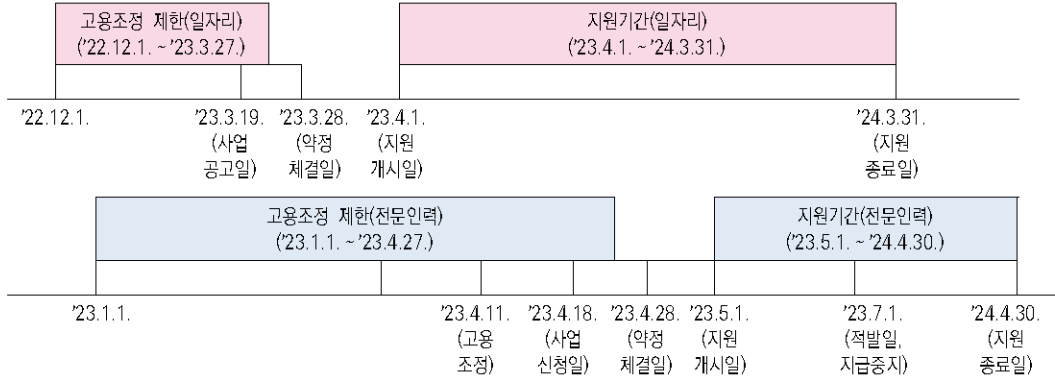 고용조정 제한(일자리)
('22.12.1. ~ '23.3.27.)
지원기간(일자리)
('23.4.1. ~ '24.3.31.)
'22.12.1.
'23.3.19.
(사업
공고일)
'23.3.28.
(약정
체결일)
'23.4.1.
(지원
개시일)
'24.3.31.
(지원
종료일)
고용조정 제한(전문인력)
('23.1.1. ~ '23.4.27.)
지원기간(전문인력)
('23.5.1. ~ '24.4.30.)
'23.1.1.
'23.4.11.
(고용
조정)
'23.4.18.
(사업
신청일)
'23.4.28.
(약정
체결일)
'23.5.1.
(지원
개시일)
'23.7.1.
(적발일,
지급중지)
'24.4.30.
(지원
종료일)